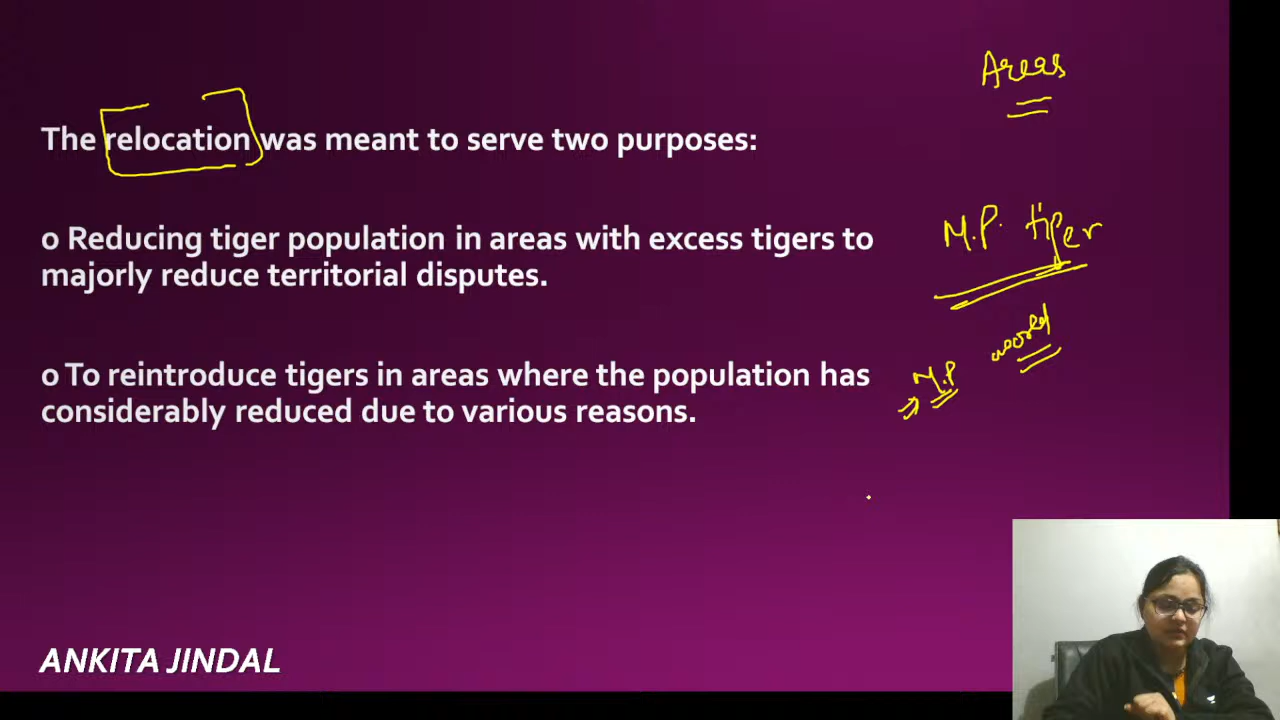 Areas
The relocation was meant to serve two purposes:
M.P. tiger
o Reducing tiger population in areas with excess tigers to
majorly reduce territorial disputes.
world
M.P
o To reintroduce tigers in areas where the population has
considerably reduced due to various reasons.
ANKITA JINDAL